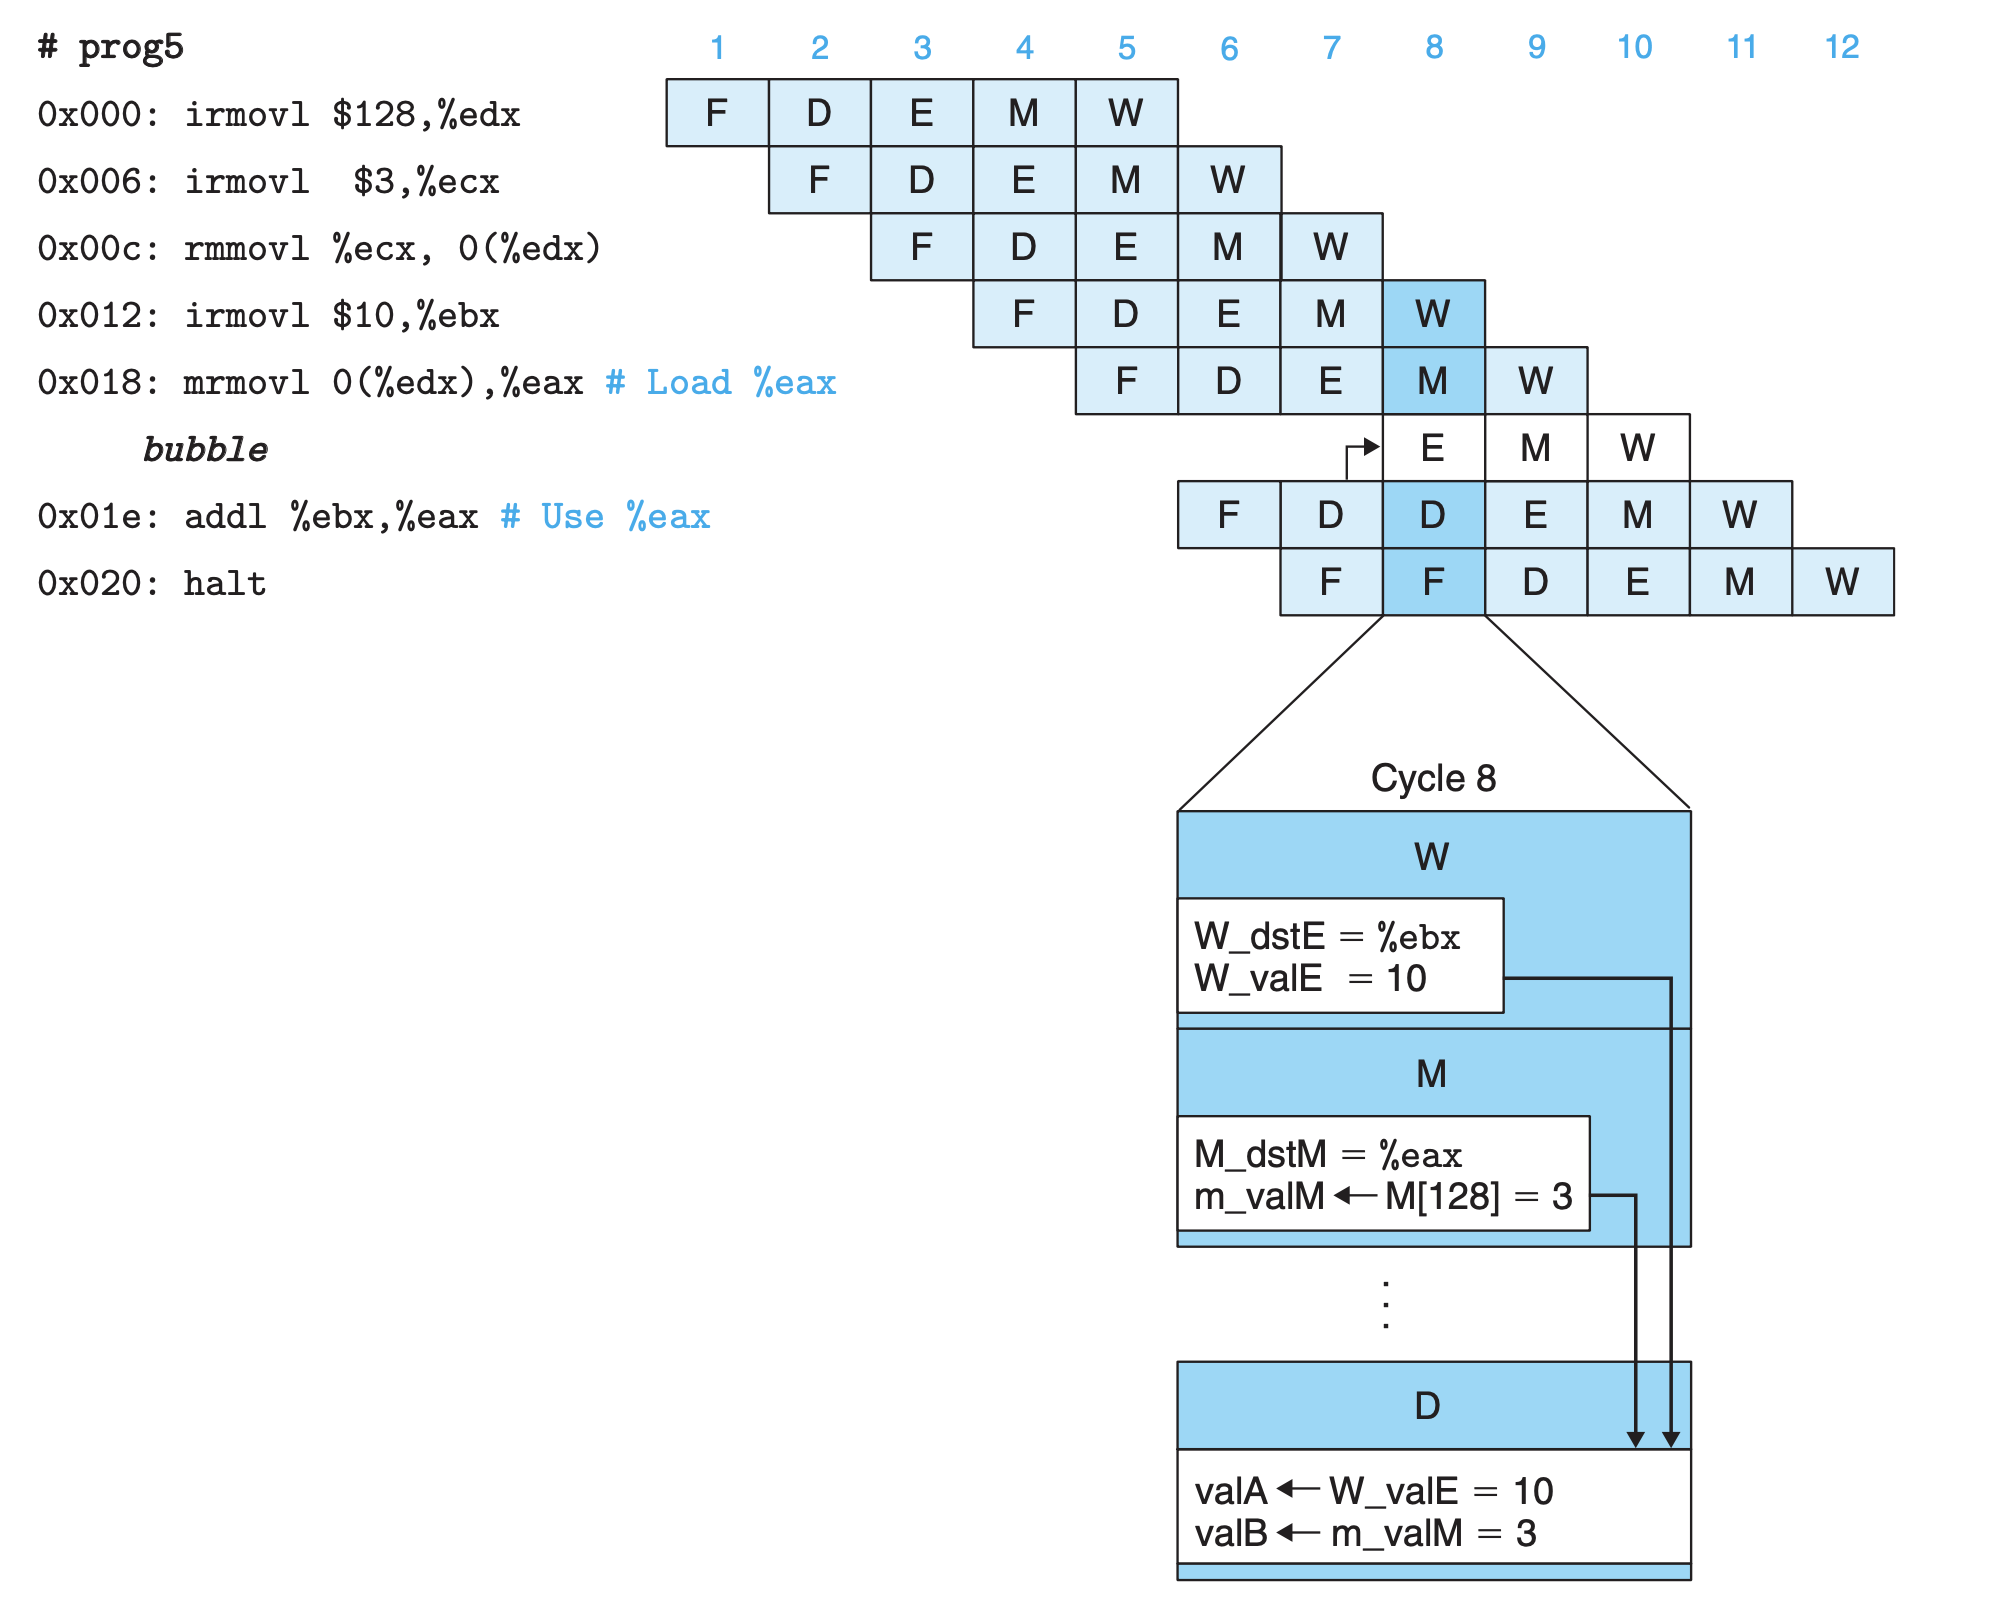 # prog5 1 2 3 4 5 6 7 8 9 10 11 12
0x000: irmovl $128,%edx F D E M W
0x006: irmovl $3,%ecx F D E M W
0x00c: rmmovl %ecx, 0(%edx) F D E M W
0x012: irmovl $10,%ebx F D E M W
0x018: mrmovl 0(%edx),%eax # Load %eax F D E M W
bubble E M W
0x01e: addl %ebx,%eax # Use %eax F D D E M W
0x020: halt F F D E M W
Cycle 8
W
W_dstE = %ebx
W_valE = 10
M
M_dstM = %eax
m_valM ← M[128] = 3
⋮
D
valA ← W_valE = 10
valB ← m_valM = 3